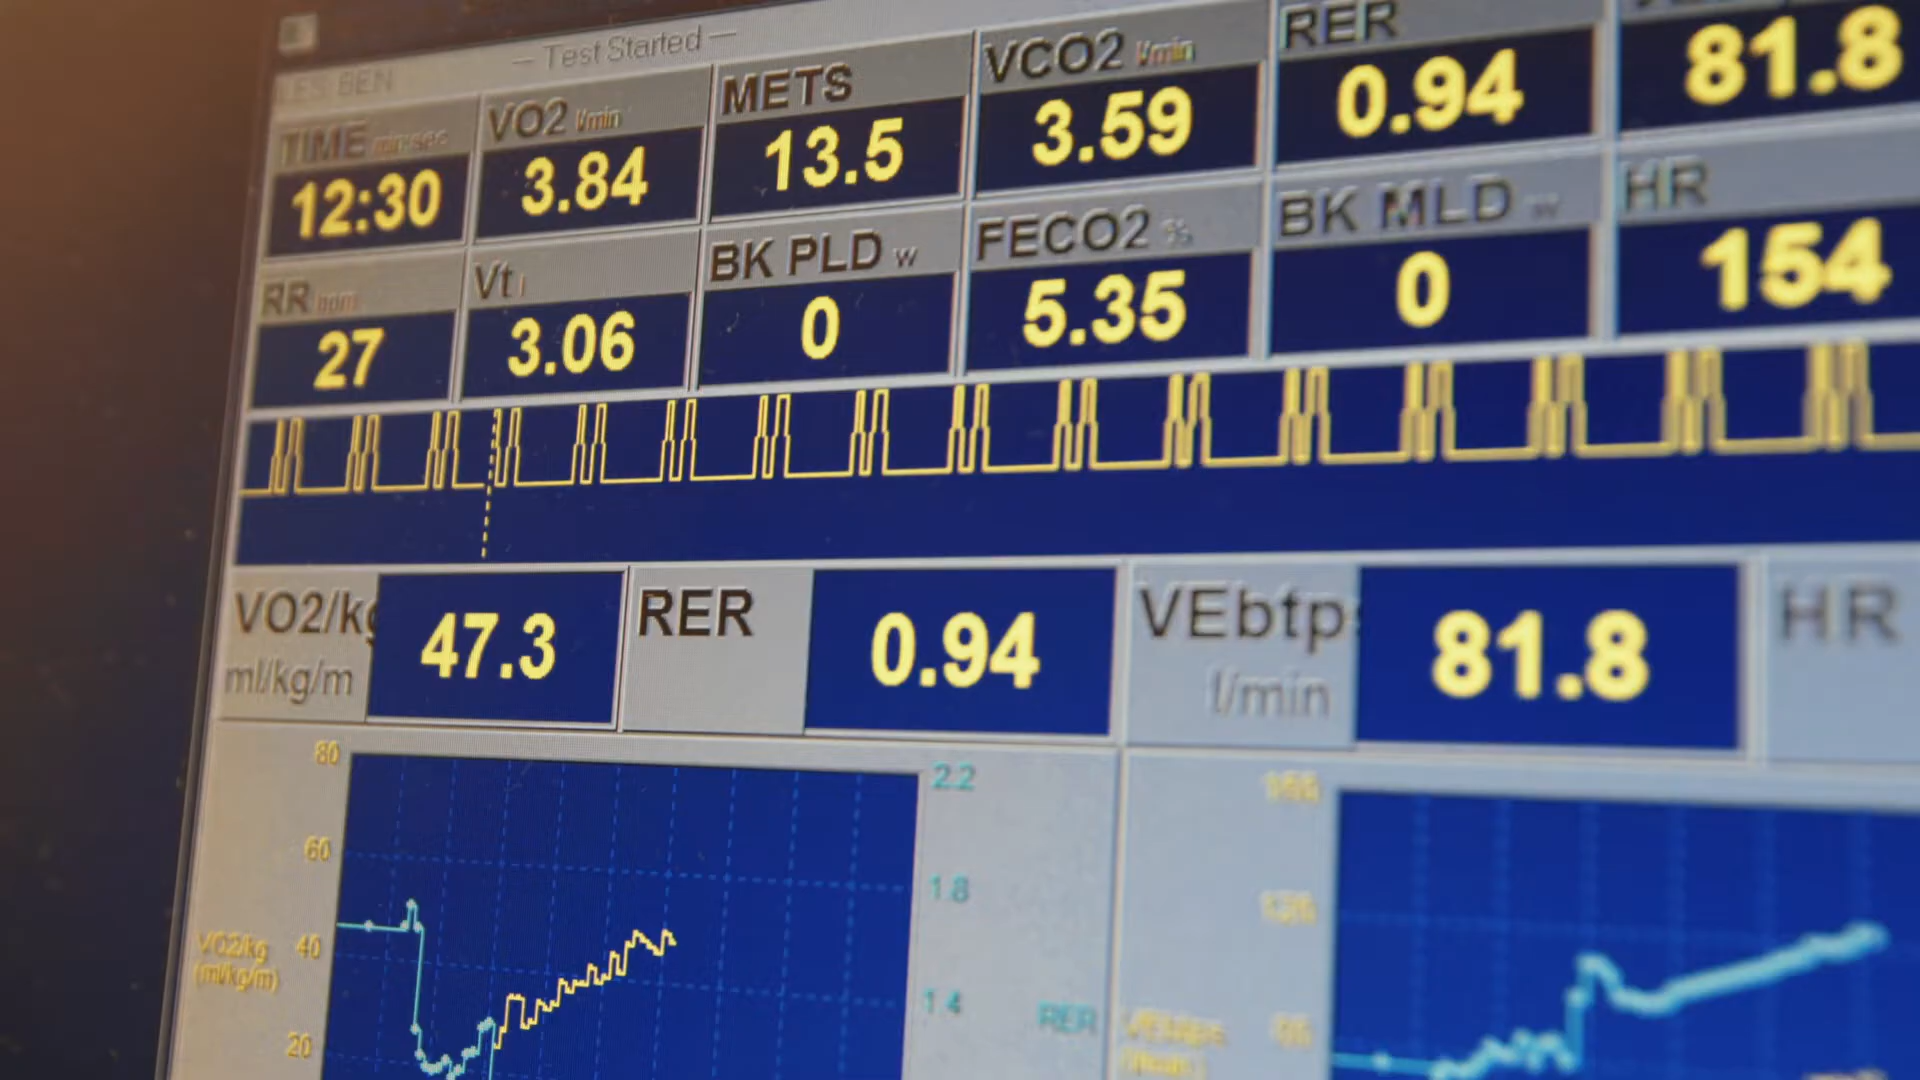 — Test Started —
TIME min:sec
12:30
VO2 l/min
3.84
METS
13.5
VCO2 l/min
3.59
RER
0.94
81.8
RR
27
Vt l
3.06
BK PLD w
0
FECO2 %
5.35
BK MLD w
0
HR
154
VO2/kg
ml/kg/m
47.3
RER
0.94
VEbtps
l/min
81.8
HR
80
60
VO2/kg
(ml/kg/m)
40
20
2.2
1.8
1.4
RER